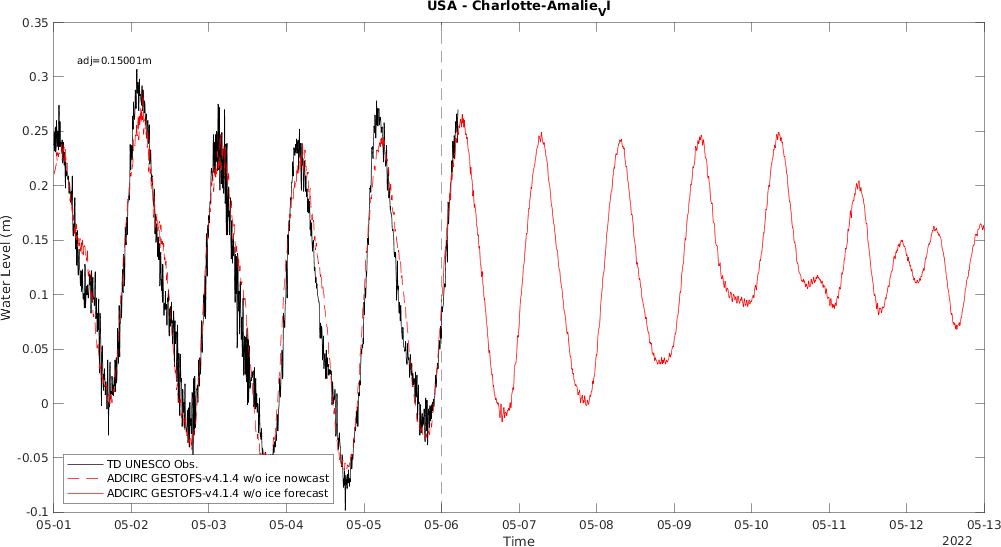 USA - Charlotte-Amalie_VI
adj=0.15001m
0.35
0.3
0.25
0.2
0.15
0.1
0.05
0
-0.05
-0.1
Water Level (m)
TD UNESCO Obs.
ADCIRC GESTOFS-v4.1.4 w/o ice nowcast
ADCIRC GESTOFS-v4.1.4 w/o ice forecast
05-01 05-02 05-03 05-04 05-05 05-06 05-07 05-08 05-09 05-10 05-11 05-12 05-13
Time
2022